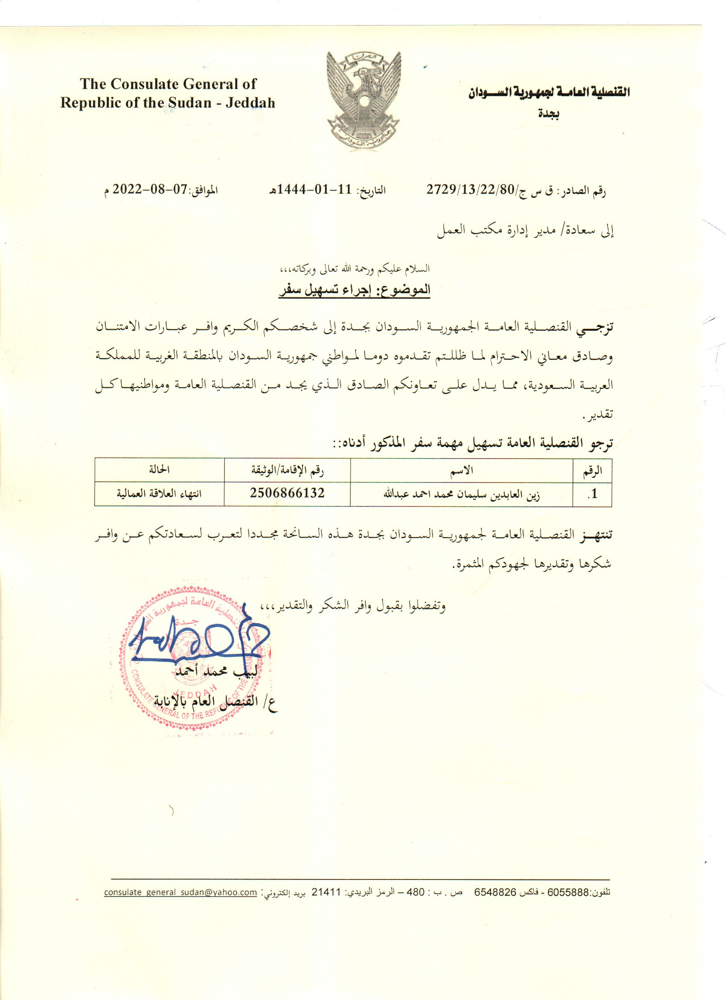 The Consulate General of
Republic of the Sudan - Jeddah
القنصلية العامة لجمهورية السودان
بجدة
جمهورية السودان
رقم الصادر: ق س ج/2729/13/22/80 التاريخ: 11-01-1444هـ الموافق:07-08-2022 م
إلى سعادة/ مدير إدارة مكتب العمل
السلام عليكم ورحمة الله تعالى وبركاته،،،
الموضوع: إجراء تسهيل سفر
تزجي القنصلية العامة الجمهورية السودان بجدة إلى شخصكم الكريم وافر عبارات الامتنان
وصادق معاني الاحترام لما ظللتم تقدموه دوما لمواطني جمهورية السودان بالمنطقة الغربية للمملكة
العربية السعودية، مما يدل على تعاونكم الصادق الذي يجد من القنصلية العامة ومواطنيها كل
تقدير.
ترجو القنصلية العامة تسهيل مهمة سفر المذكور أدناه::
الرقم الاسم رقم الإقامة/الوثيقة الحالة
1. زين العابدين سليمان محمد احمد عبدالله 2506866132 انتهاء العلاقة العمالية
تنتهز القنصلية العامة لجمهورية السودان بجدة هذه السانحة مجددا لتعرب لسعادتكم عن وافر
شكرها وتقديرها لجهودكم المثمرة.
وتفضلوا بقبول وافر الشكر والتقدير،،،
القنصلية العامة لجمهورية
جدة
لبيب محمد أحمد
JEDDAH
ع/ القنصل العام بالإنابة
CONSULATE GENERAL OF THE REPUBLIC OF THE SUDAN
تلفون:6055888 - فاكس 6548826 ص . ب : 480 – الرمز البريدي: 21411 بريد إلكتروني: consulate_general_sudan@yahoo.com